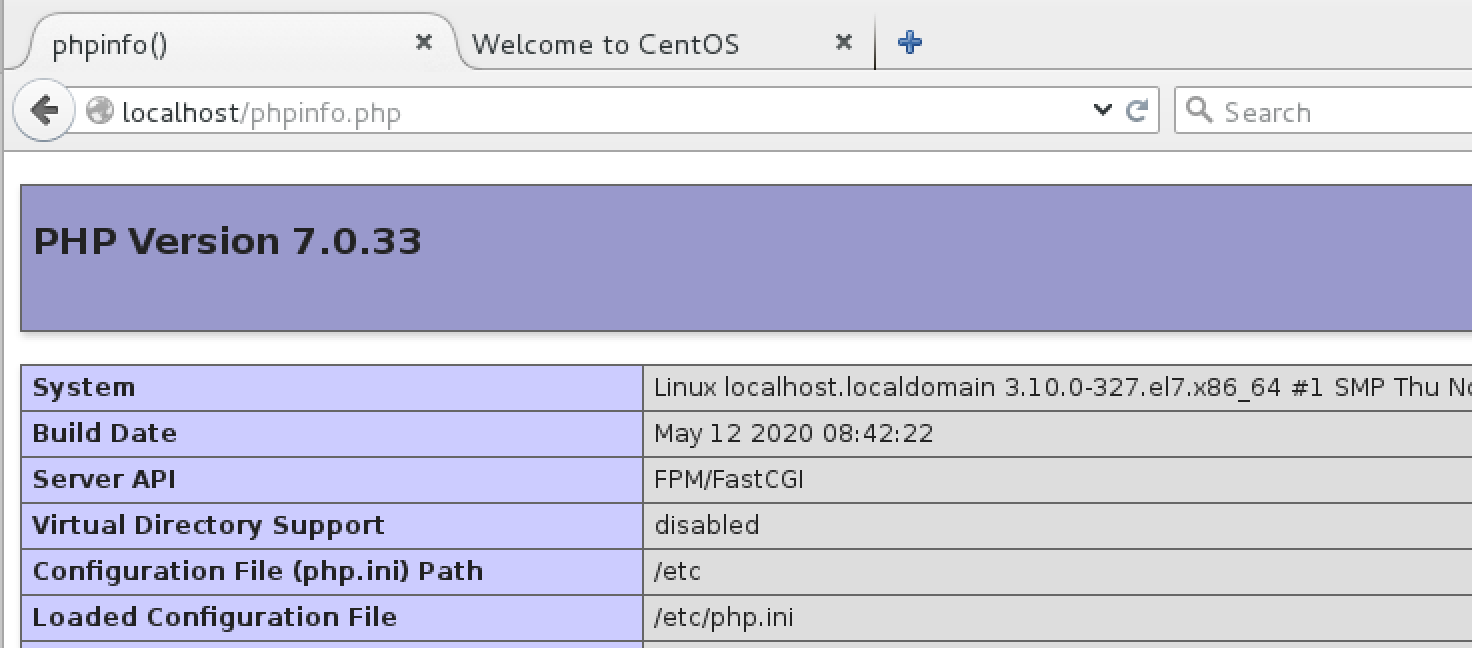 phpinfo() Welcome to CentOS
localhost/phpinfo.php Search
PHP Version 7.0.33
System Linux localhost.localdomain 3.10.0-327.el7.x86_64 #1 SMP Thu
Build Date May 12 2020 08:42:22
Server API FPM/FastCGI
Virtual Directory Support disabled
Configuration File (php.ini) Path /etc
Loaded Configuration File /etc/php.ini